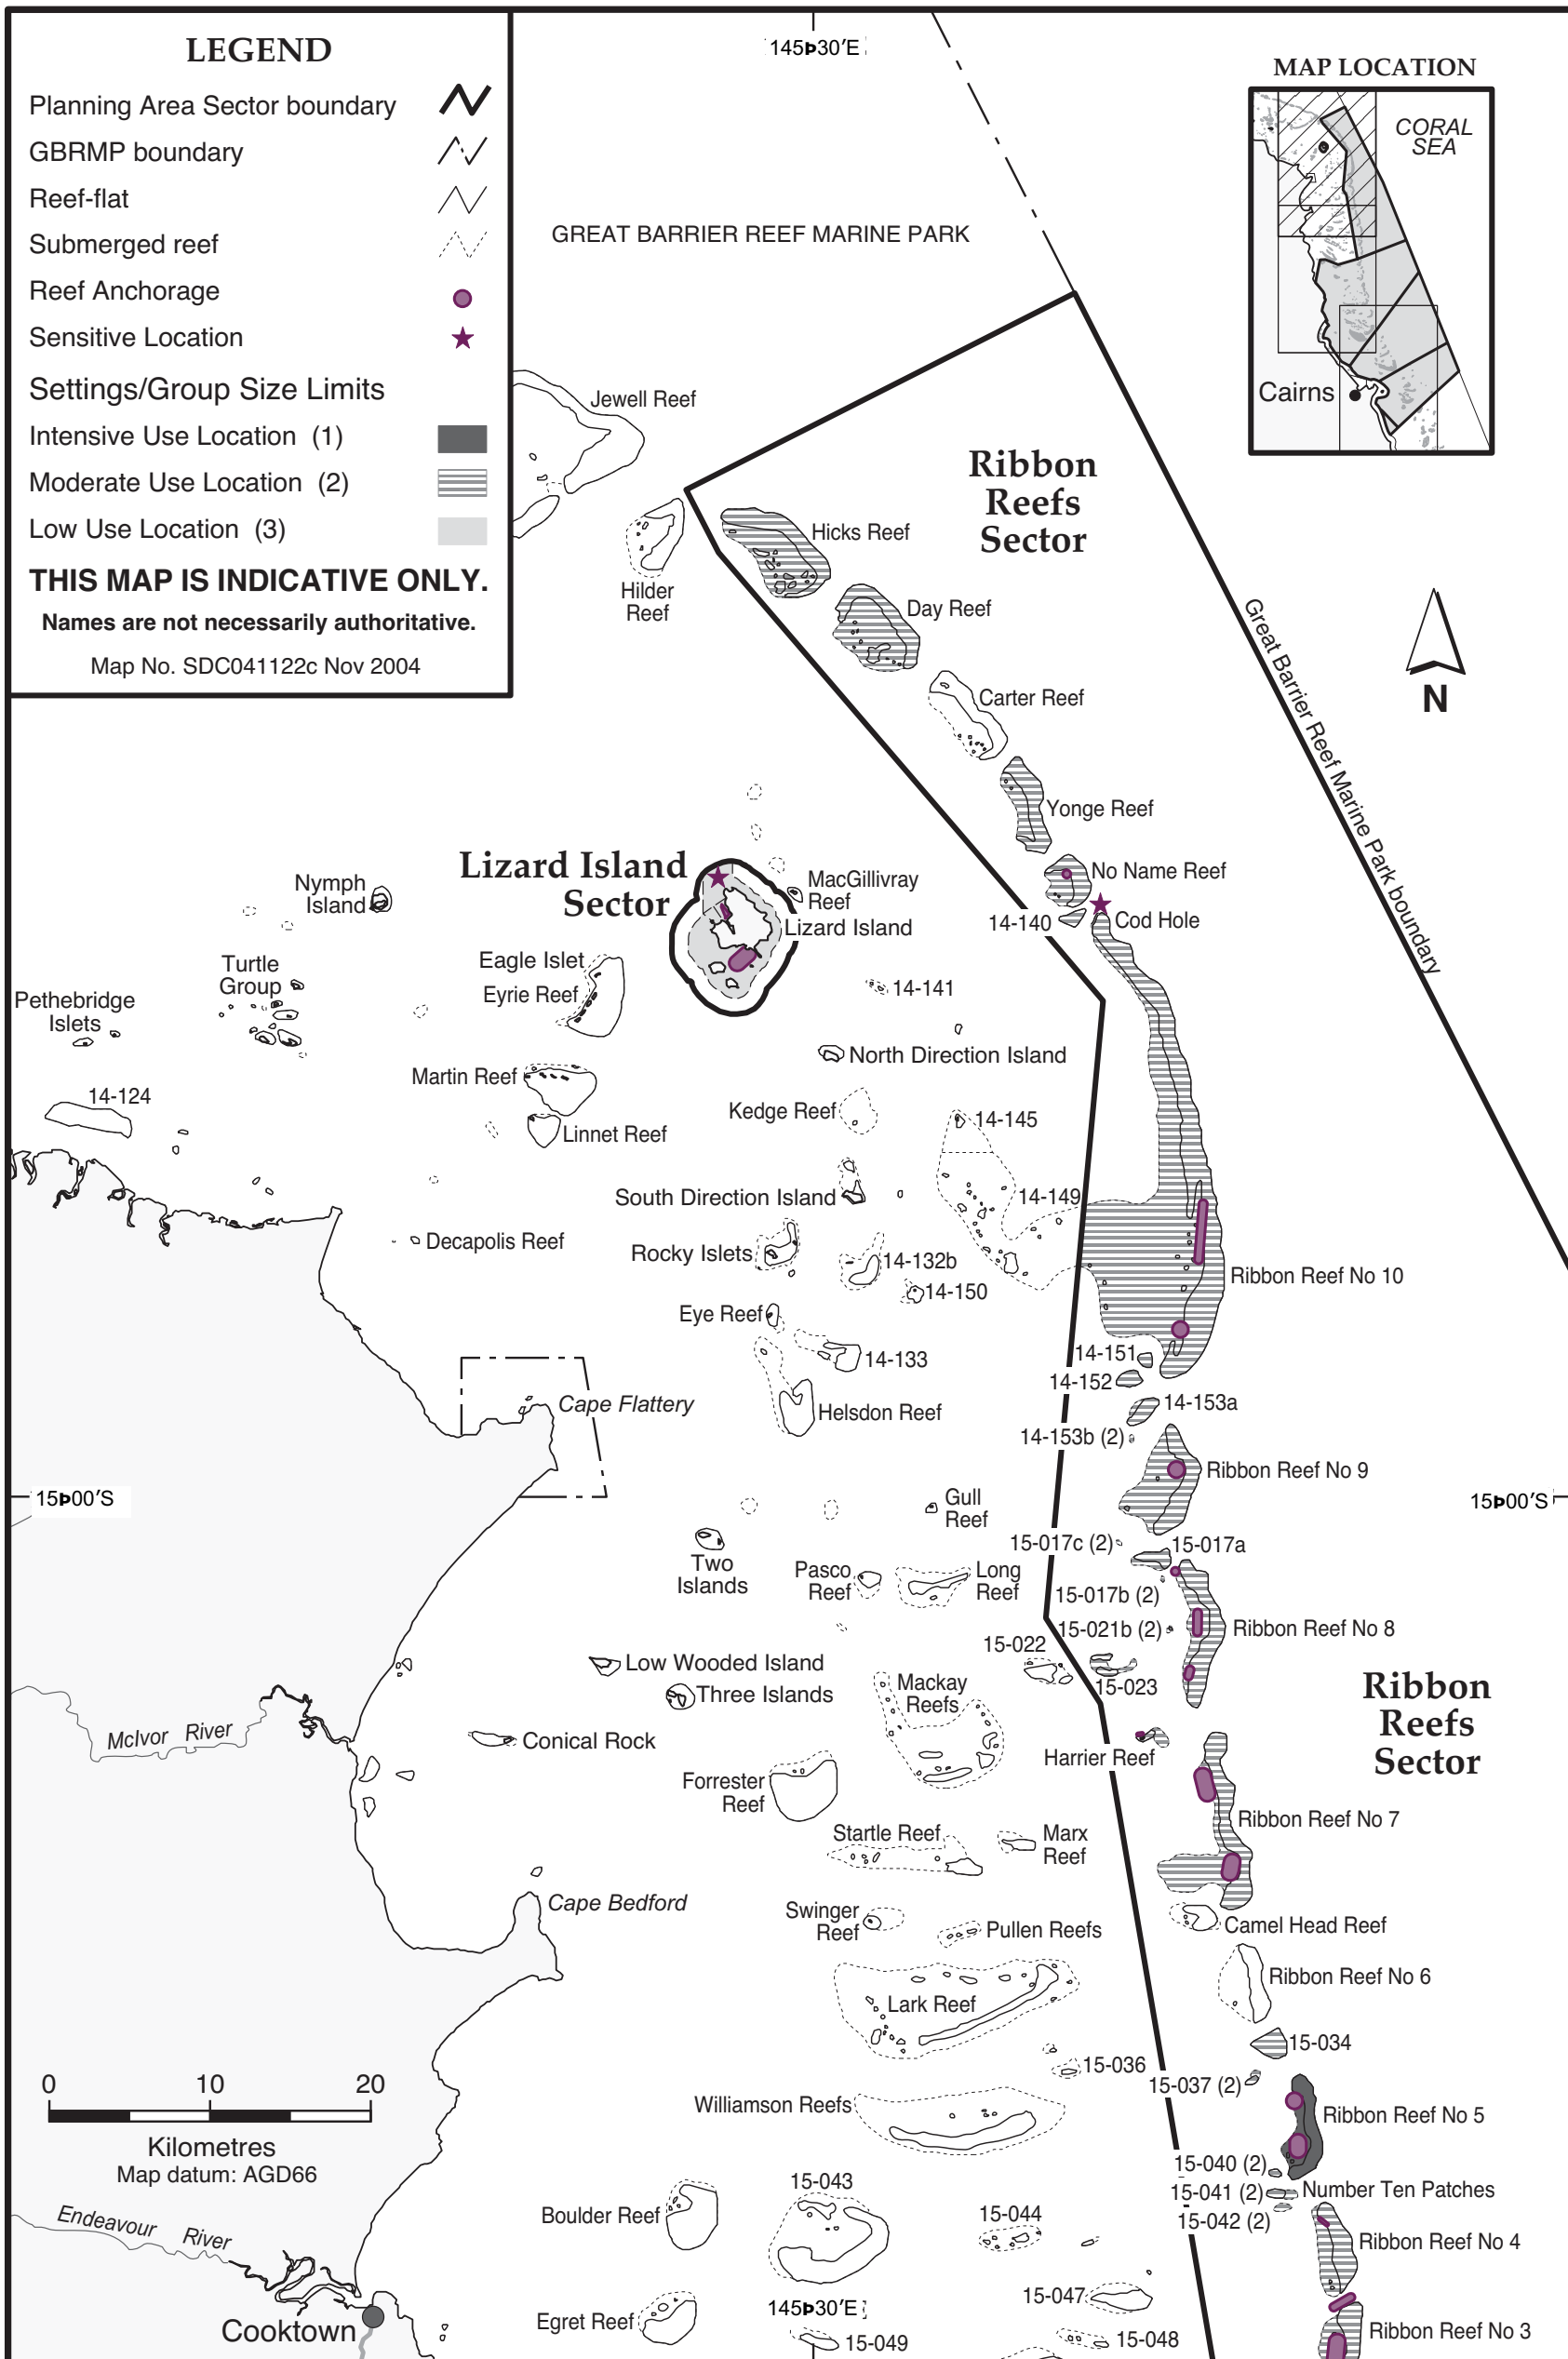 LEGEND
Planning Area Sector boundary
GBRMP boundary
Reef-flat
Submerged reef
Reef Anchorage
Sensitive Location
Settings/Group Size Limits
Intensive Use Location (1)
Moderate Use Location (2)
Low Use Location (3)
THIS MAP IS INDICATIVE ONLY.
Names are not necessarily authoritative.
Map No. SDC041122c Nov 2004
145Þ30′E
GREAT BARRIER REEF MARINE PARK
MAP LOCATION
CORAL
SEA
Cairns
Jewell Reef
Ribbon
Reefs
Sector
Hicks Reef
Hilder
Reef
Day Reef
Great Barrier Reef Marine Park boundary
N
Carter Reef
Yonge Reef
Lizard Island
Sector
No Name Reef
MacGillivray
Reef
Nymph
Island
14-140
Cod Hole
Lizard Island
Eagle Islet
Eyrie Reef
Turtle
Group
Pethebridge
Islets
14-141
North Direction Island
Martin Reef
14-124
Kedge Reef
14-145
Linnet Reef
South Direction Island
14-149
Decapolis Reef
Rocky Islets
14-132b
14-150
Ribbon Reef No 10
Eye Reef
14-133
14-151
14-152
Cape Flattery
Helsdon Reef
14-153a
14-153b (2)
Ribbon Reef No 9
15Þ00′S
15Þ00′S
Gull
Reef
15-017c (2)
15-017a
Two
Islands
Pasco
Reef
Long
Reef
15-017b (2)
15-021b (2)
Ribbon Reef No 8
15-022
Low Wooded Island
Three Islands
Mackay
Reefs
15-023
Ribbon
Reefs
Sector
McIvor River
Conical Rock
Harrier Reef
Forrester
Reef
Ribbon Reef No 7
Startle Reef
Marx
Reef
Cape Bedford
Swinger
Reef
Pullen Reefs
Camel Head Reef
Ribbon Reef No 6
Lark Reef
15-034
15-036
15-037 (2)
0 10 20
Kilometres
Map datum: AGD66
Williamson Reefs
Ribbon Reef No 5
15-040 (2)
15-043
Number Ten Patches
15-041 (2)
Boulder Reef
15-044
15-042 (2)
Endeavour River
Ribbon Reef No 4
15-047
145Þ30′E
Egret Reef
Cooktown
15-049
15-048
Ribbon Reef No 3